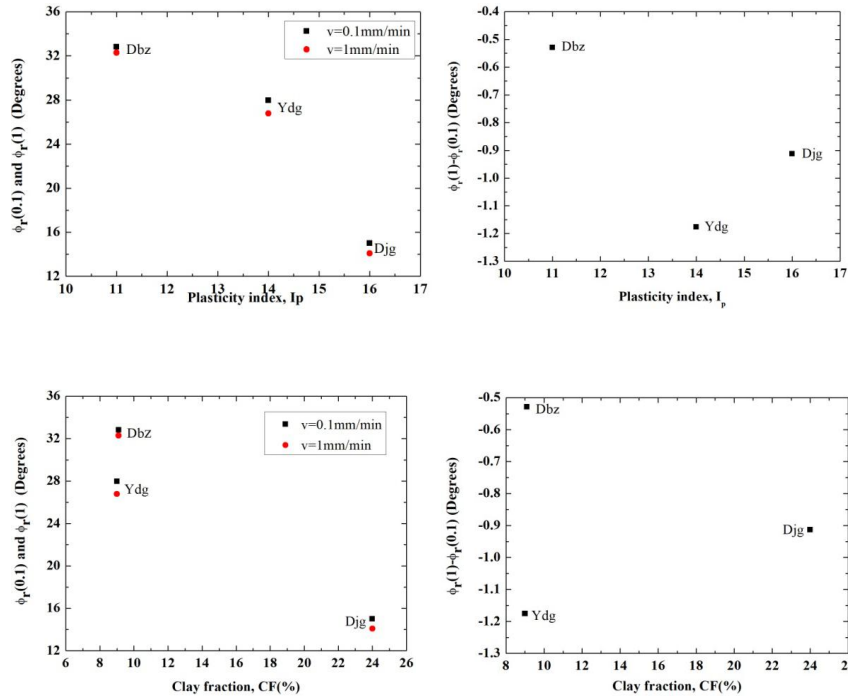 36
32
28
24
20
16
12
ϕr(0.1) and ϕr(1) (Degrees)
v=0.1mm/min
v=1mm/min
Dbz
Ydg
Djg
10 11 12 13 14 15 16 17
Plasticity index, Ip
-0.4
-0.5
-0.6
-0.7
-0.8
-0.9
-1.0
-1.1
-1.2
-1.3
ϕr(1)-ϕr(0.1) (Degrees)
Dbz
Djg
Ydg
10 11 12 13 14 15 16 17
Plasticity index, Ip
36
32
28
24
20
16
12
ϕr(0.1) and ϕr(1) (Degrees)
v=0.1mm/min
v=1mm/min
Dbz
Ydg
Djg
6 8 10 12 14 16 18 20 22 24 26
Clay fraction, CF(%)
-0.5
-0.6
-0.7
-0.8
-0.9
-1.0
-1.1
-1.2
-1.3
ϕr(1)-ϕr(0.1) (Degrees)
Dbz
Djg
Ydg
8 10 12 14 16 18 20 22 24
Clay fraction, CF(%)